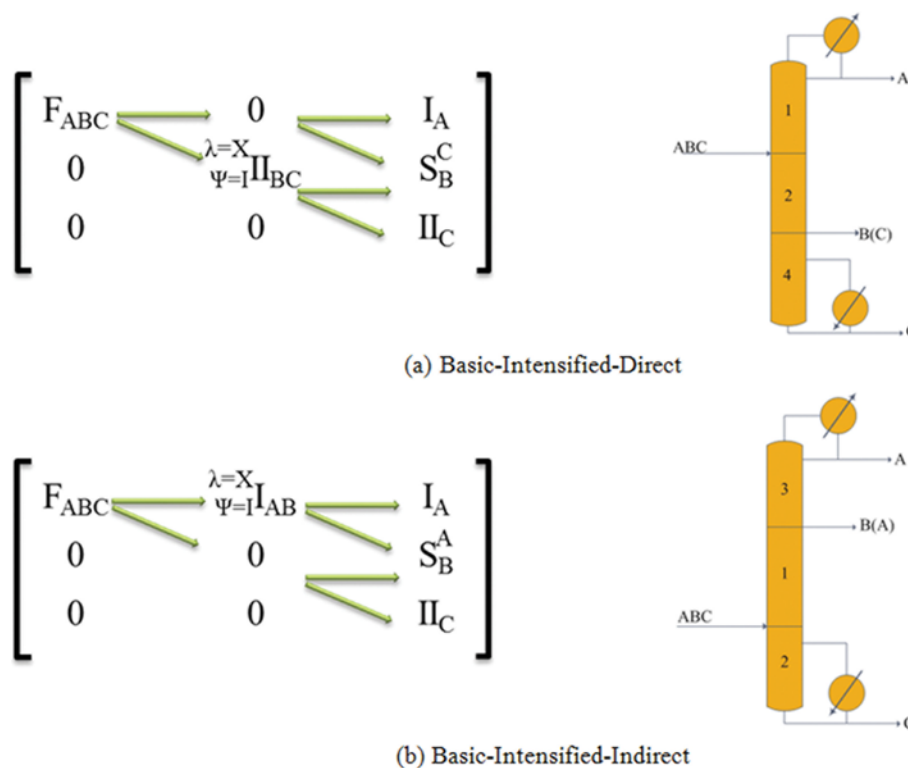 F_ABC 0 I_A
λ=X
0 Ψ=I II_BC S_B^C
0 0 II_C
A
1
ABC
2
B(C)
4
(a) Basic-Intensified-Direct
λ=X
F_ABC Ψ=I I_AB I_A
0 0 S_B^A
0 0 II_C
A
3
B(A)
1
ABC
2
(b) Basic-Intensified-Indirect